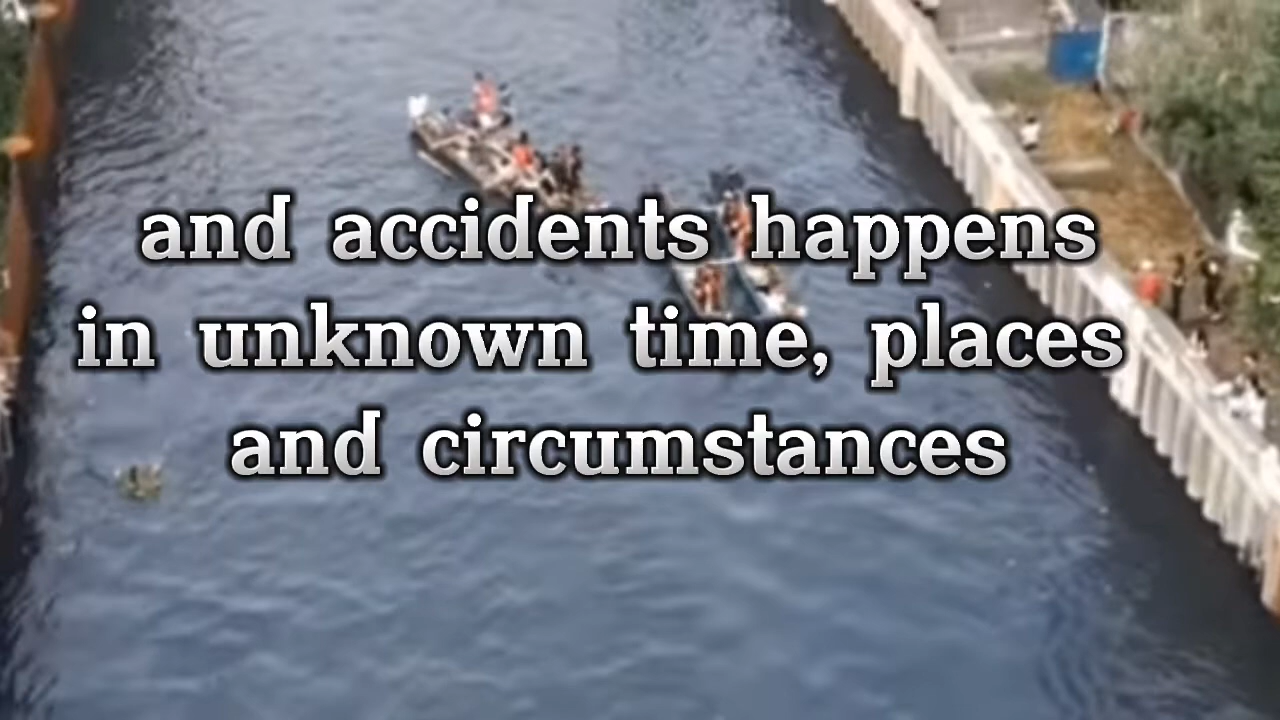 and accidents happens
in unknown time, places
and circumstances